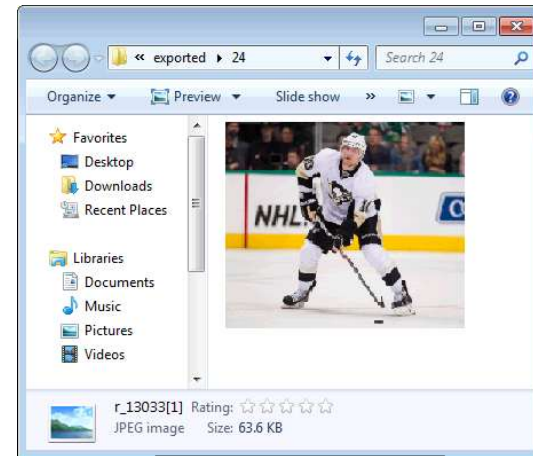 « exported ▸ 24
Search 24
Organize ▾ Preview ▾ Slide show »
Favorites
Desktop
Downloads
Recent Places
Libraries
Documents
Music
Pictures
Videos
NHL
r_13033[1] Rating: ☆☆☆☆☆
JPEG image Size: 63.6 KB